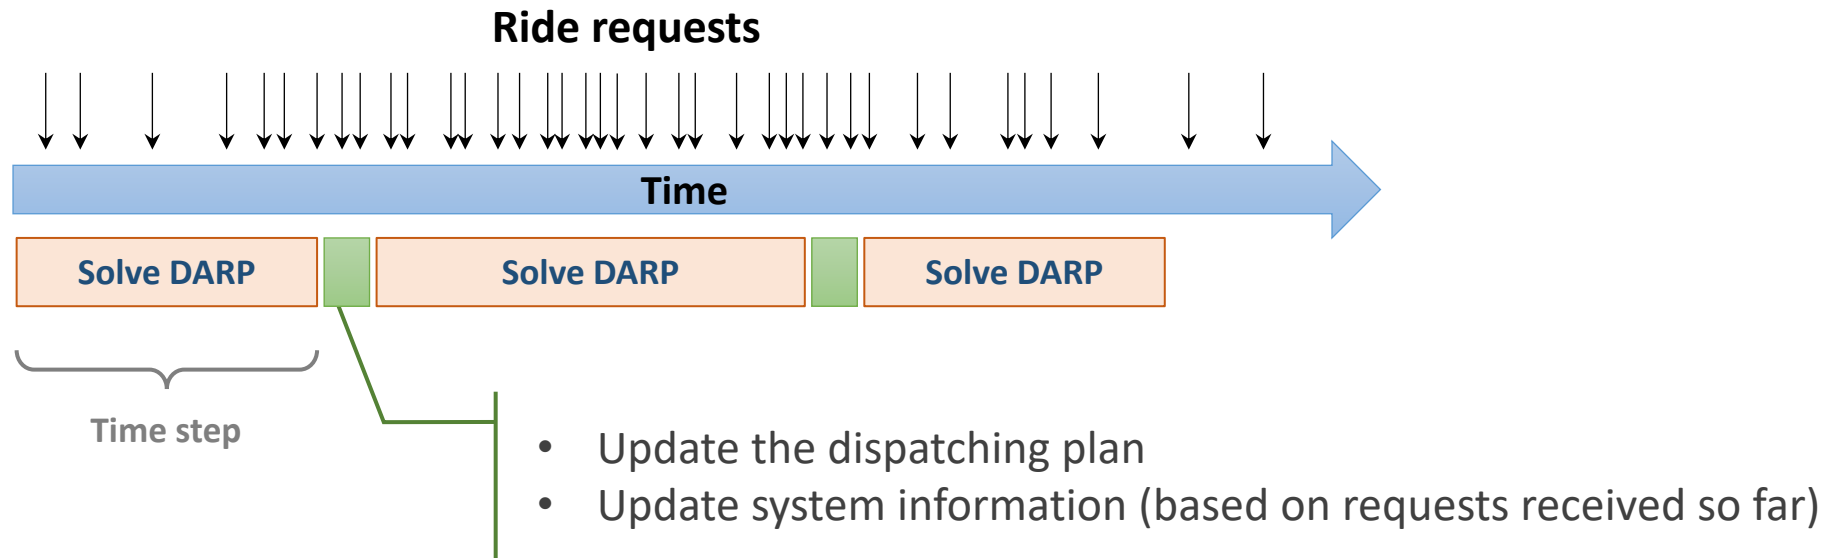 Ride requests
Time
Solve DARP
Solve DARP
Solve DARP
Time step
• Update the dispatching plan
• Update system information (based on requests received so far)